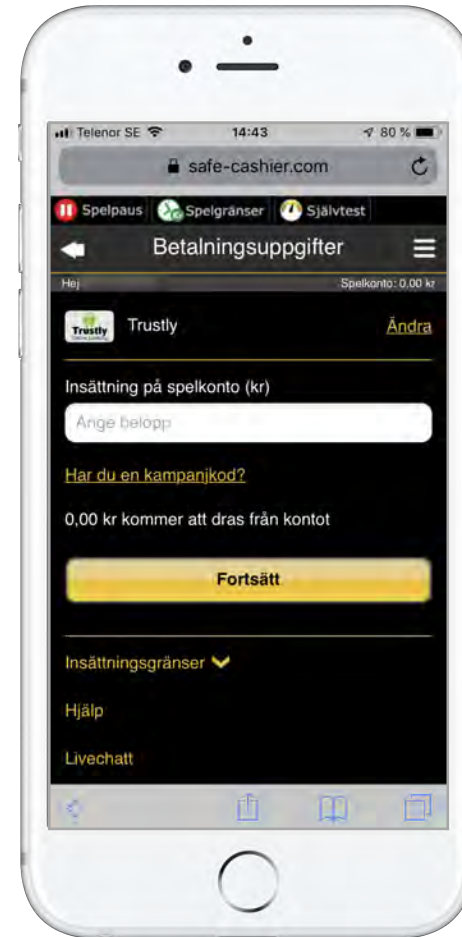 Telenor SE 14:43 80 %
safe-cashier.com
Spelpaus Spelgränser Självtest
Betalningsuppgifter
Hej Spelkonto: 0,00 kr
Trustly Trustly Ändra
Insättning på spelkonto (kr)
Ange belopp
Har du en kampanjkod?
0,00 kr kommer att dras från kontot
Fortsätt
Insättningsgränser
Hjälp
Livechatt